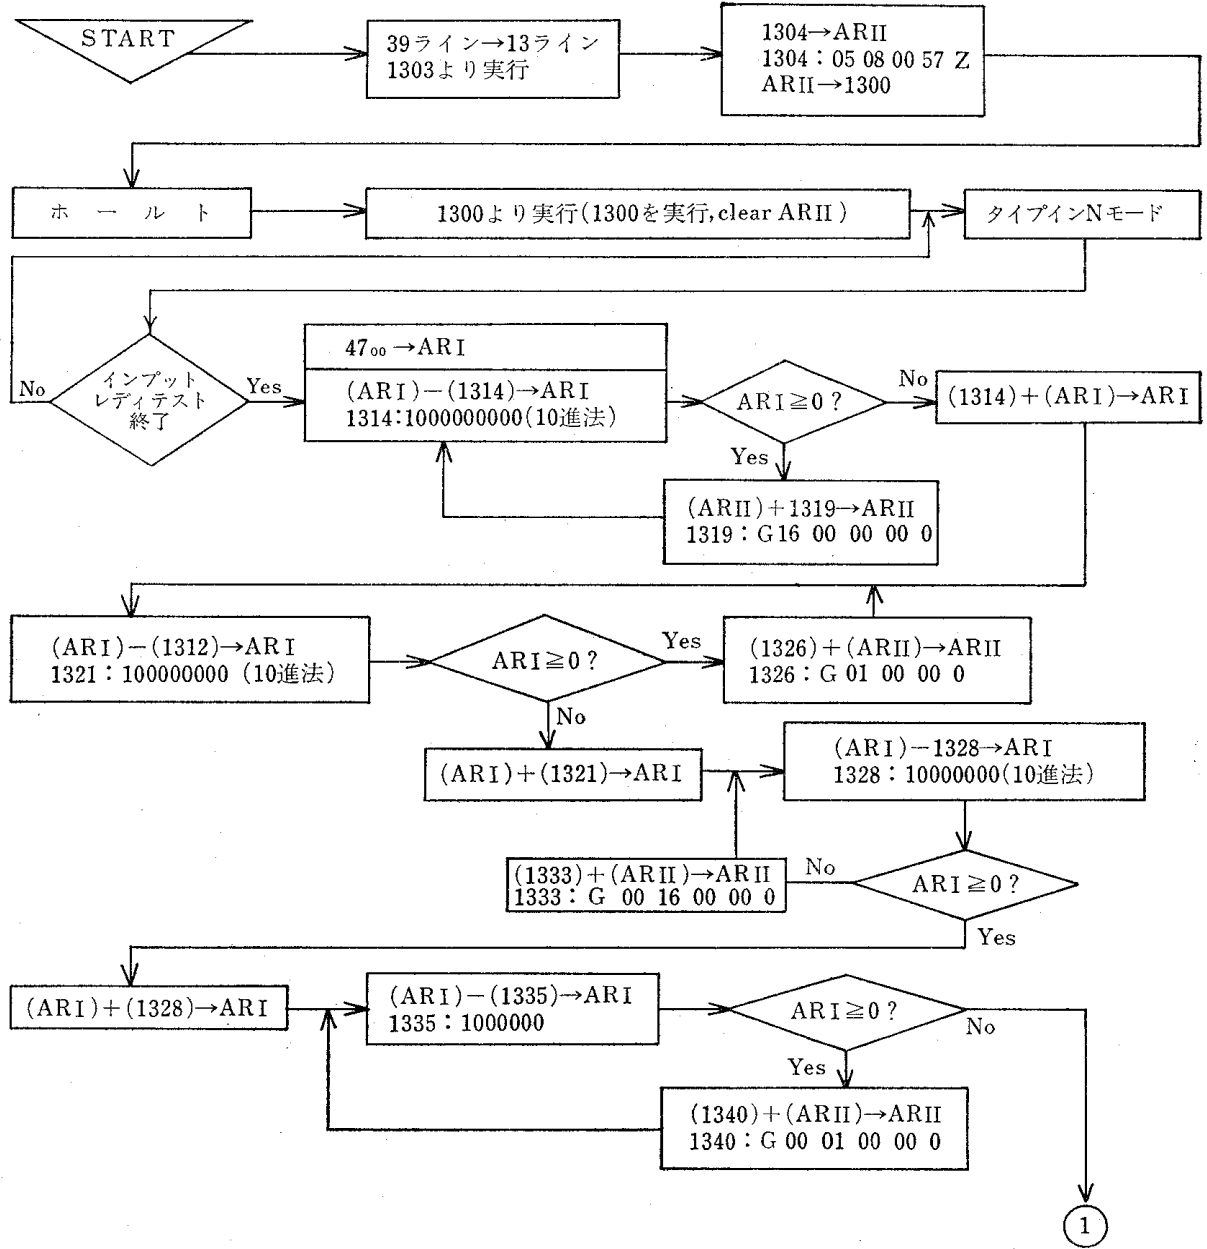 START
39ライン→13ライン
1303より実行
1304→ARII
1304：05 08 00 57 Z
ARII→1300
ホールト
1300より実行(1300を実行,clear ARII)
タイプインNモード
インプット
レディテスト
終了
No
Yes
47₀₀→ARI
(ARI)−(1314)→ARI
1314:1000000000(10進法)
ARI≧0?
No
(1314)+(ARI)→ARI
Yes
(ARII)+1319→ARII
1319：G16 00 00 00 0
(ARI)−(1312)→ARI
1321：100000000 (10進法)
ARI≧0?
Yes
(1326)+(ARII)→ARII
1326：G 01 00 00 0
No
(ARI)+(1321)→ARI
(ARI)−1328→ARI
1328：10000000(10進法)
(1333)+(ARII)→ARII
1333：G 00 16 00 00 0
No
ARI≧0?
Yes
(ARI)+(1328)→ARI
(ARI)−(1335)→ARI
1335：1000000
ARI≧0?
No
Yes
(1340)+(ARII)→ARII
1340：G 00 01 00 00 0
1